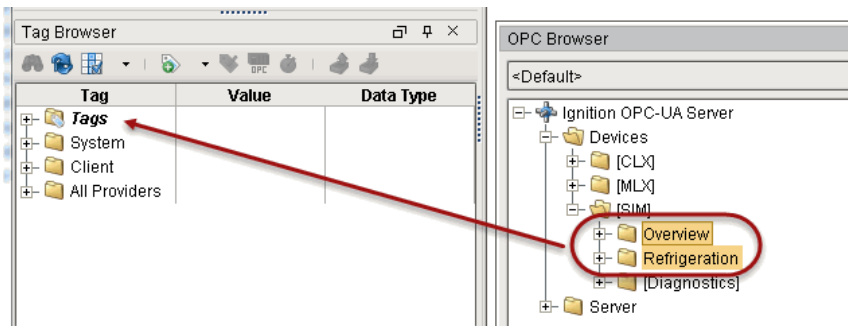 Tag Browser
OPC
Tag Value Data Type
Tags
System
Client
All Providers
OPC Browser
<Default>
Ignition OPC-UA Server
Devices
[CLX]
[MLX]
[SIM]
Overview
Refrigeration
[Diagnostics]
Server